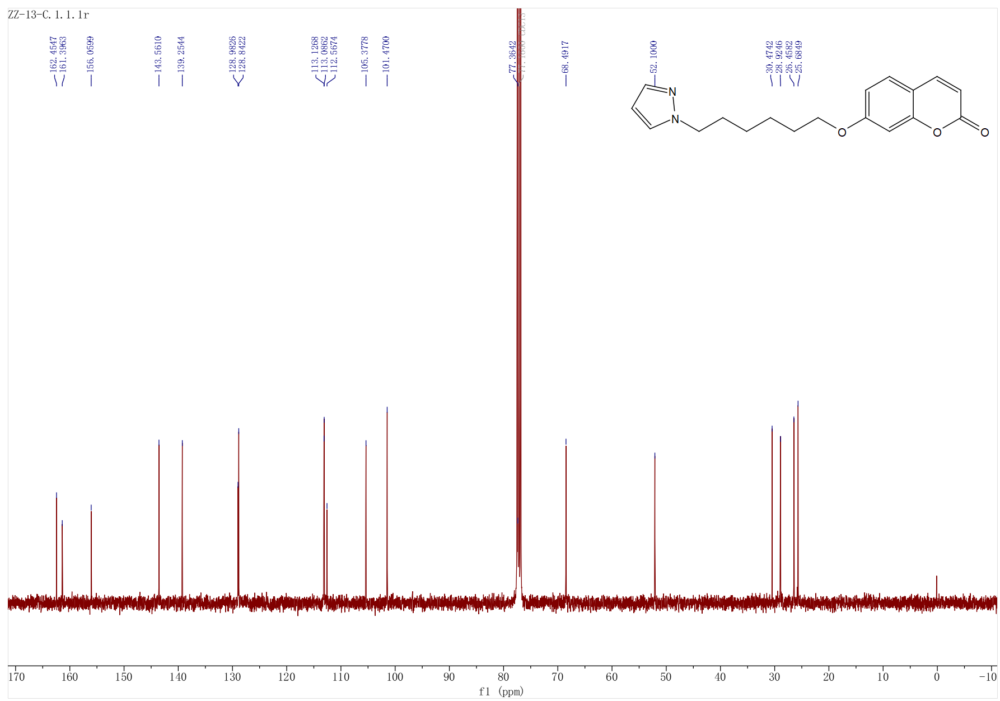 ZZ-13-C.1.1.1r
162.4547
161.3963
156.0599
143.5610
139.2544
128.9826
128.8422
113.1268
113.0862
112.5674
105.3778
101.4700
77.3642
77.1600 CDCl3
68.4917
52.1000
30.4742
28.9246
26.4582
25.6849
N
N
O
O
O
170 160 150 140 130 120 110 100 90 80 70 60 50 40 30 20 10 0 -10
f1 (ppm)